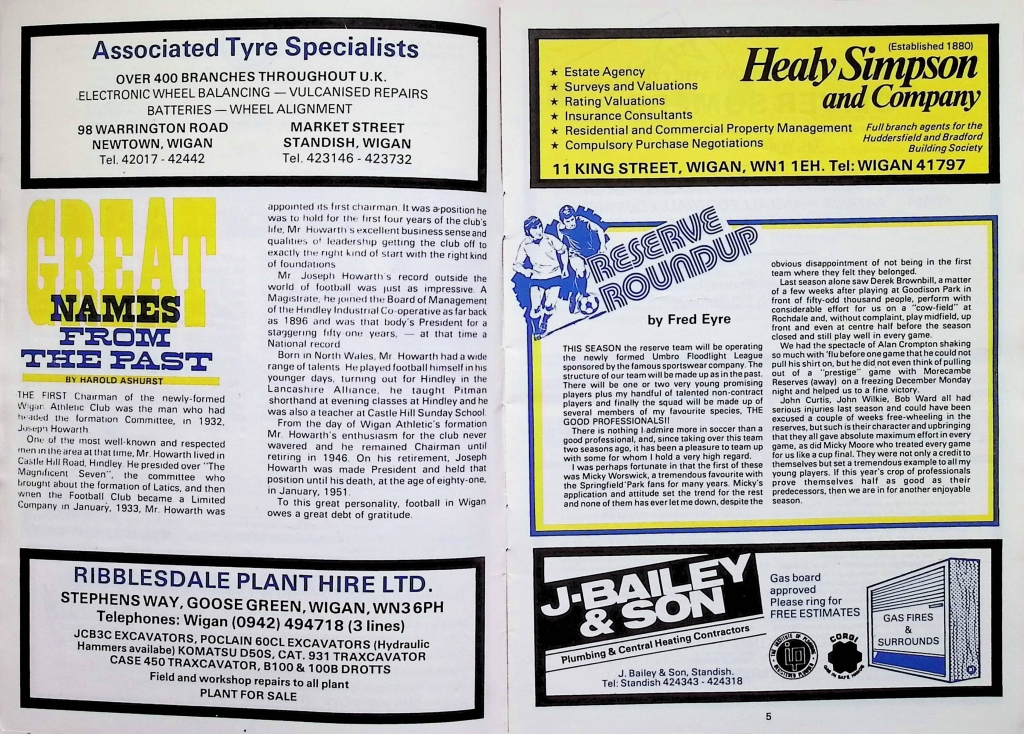 Associated Tyre Specialists
OVER 400 BRANCHES THROUGHOUT U.K.
ELECTRONIC WHEEL BALANCING — VULCANISED REPAIRS
BATTERIES — WHEEL ALIGNMENT
98 WARRINGTON ROAD
NEWTOWN, WIGAN
Tel. 42017 - 42442
MARKET STREET
STANDISH, WIGAN
Tel. 423146 - 423732
GREAT
NAMES
FROM
THE PAST
BY HAROLD ASHURST
THE FIRST Chairman of the newly-formed
Wigan Athletic Club was the man who had
headed the formation Committee, in 1932,
Joseph Howarth.
One of the most well-known and respected
men in the area at that time, Mr. Howarth lived in
Castle Hill Road, Hindley. He presided over "The
Magnificent Seven", the committee who
brought about the formation of Latics, and then
when the Football Club became a Limited
Company in January, 1933, Mr. Howarth was
appointed its first chairman. It was a position he
was to hold for the first four years of the club's
life, Mr. Howarth's excellent business sense and
qualities of leadership getting the club off to
exactly the right kind of start with the right kind
of foundations
Mr. Joseph Howarth's record outside the
world of football was just as impressive. A
Magistrate, he joined the Board of Management
of the Hindley Industrial Co-operative as far back
as 1896 and was that body's President for a
staggering fifty-one years, — at that time a
National record
Born in North Wales, Mr. Howarth had a wide
range of talents. He played football himself in his
younger days, turning out for Hindley in the
Lancashire Alliance, he taught Pitman
shorthand at evening classes at Hindley and he
was also a teacher at Castle Hill Sunday School.
From the day of Wigan Athletic's formation
Mr. Howarth's enthusiasm for the club never
wavered and he remained Chairman until
retiring in 1946. On his retirement, Joseph
Howarth was made President and held that
position until his death, at the age of eighty-one,
in January, 1951.
To this great personality, football in Wigan
owes a great debt of gratitude.
RIBBLESDALE PLANT HIRE LTD.
STEPHENS WAY, GOOSE GREEN, WIGAN, WN3 6PH
Telephones: Wigan (0942) 494718 (3 lines)
JCB3C EXCAVATORS, POCLAIN 60CL EXCAVATORS (Hydraulic
Hammers availabe) KOMATSU D50S, CAT. 931 TRAXCAVATOR
CASE 450 TRAXCAVATOR, B100 & 100B DROTTS
Field and workshop repairs to all plant
PLANT FOR SALE
(Established 1880)
Healy Simpson
and Company
★ Estate Agency
★ Surveys and Valuations
★ Rating Valuations
★ Insurance Consultants
★ Residential and Commercial Property Management
★ Compulsory Purchase Negotiations
Full branch agents for the
Huddersfield and Bradford
Building Society
11 KING STREET, WIGAN, WN1 1EH. Tel: WIGAN 41797
RESERVE
ROUNDUP
by Fred Eyre
THIS SEASON the reserve team will be operating
the newly formed Umbro Floodlight League
sponsored by the famous sportswear company. The
structure of our team will be made up as in the past.
There will be one or two very young promising
players plus my handful of talented non-contract
players and finally the squad will be made up of
several members of my favourite species, THE
GOOD PROFESSIONALS!!
There is nothing I admire more in soccer than a
good professional, and, since taking over this team
two seasons ago, it has been a pleasure to team up
with some for whom I hold a very high regard.
I was perhaps fortunate in that the first of these
was Micky Worswick, a tremendous favourite with
the Springfield Park fans for many years. Micky's
application and attitude set the trend for the rest
and none of them has ever let me down, despite the
obvious disappointment of not being in the first
team where they felt they belonged.
Last season alone saw Derek Brownbill, a matter
of a few weeks after playing at Goodison Park in
front of fifty-odd thousand people, perform with
considerable effort for us on a "cow-field" at
Rochdale and, without complaint, play midfield, up
front and even at centre half before the season
closed and still play well in every game.
We had the spectacle of Alan Crompton shaking
so much with 'flu before one game that he could not
pull his shirt on, but he did not even think of pulling
out of a "prestige" game with Morecambe
Reserves (away) on a freezing December Monday
night and helped us to a fine victory.
John Curtis, John Wilkie, Bob Ward all had
serious injuries last season and could have been
excused a couple of weeks free-wheeling in the
reserves, but such is their character and upbringing
that they all gave absolute maximum effort in every
game, as did Micky Moore who treated every game
for us like a cup final. They were not only a credit to
themselves but set a tremendous example to all my
young players. If this year's crop of professionals
prove themselves half as good as their
predecessors, then we are in for another enjoyable
season.
J·BAILEY
& SON
Plumbing & Central Heating Contractors
J. Bailey & Son, Standish.
Tel: Standish 424343 - 424318
Gas board
approved
Please ring for
FREE ESTIMATES
CORGI
GAS FIRES
&
SURROUNDS
5